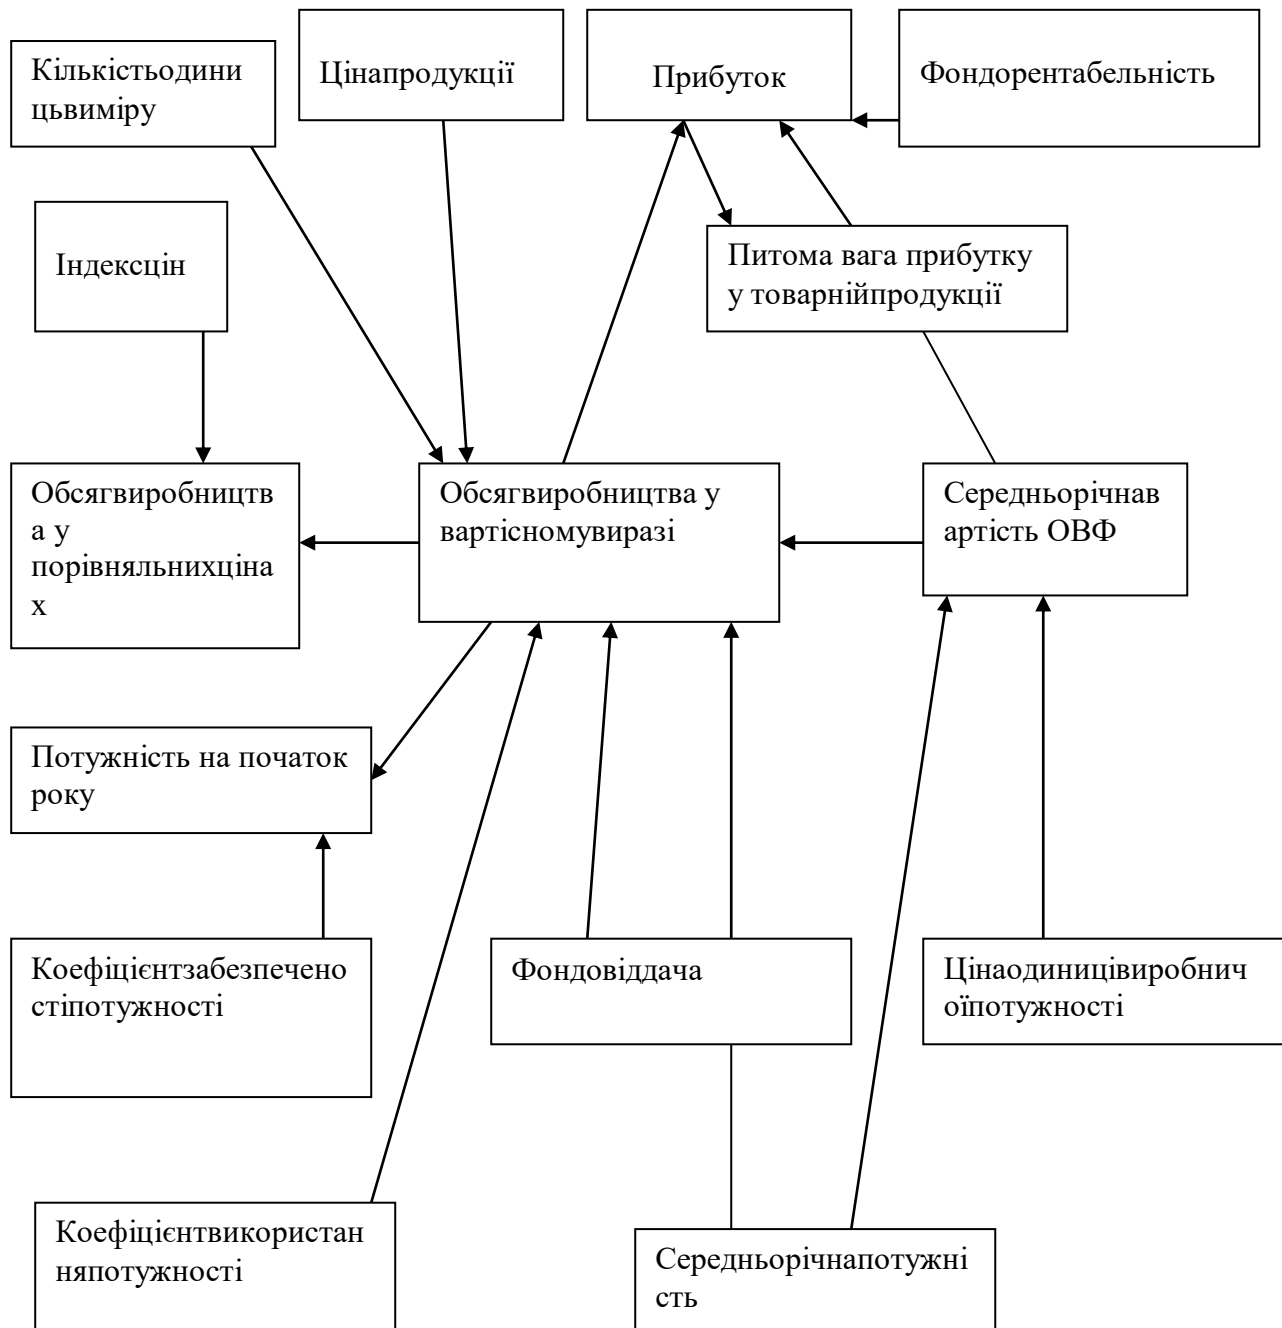 Кількістьодини
цьвиміру
Цінапродукції
Прибуток
Фондорентабельність
Індексцін
Питома вага прибутку
у товарнійпродукції
Обсягвиробництв
а у
порівняльнихціна
х
Обсягвиробництва у
вартісномувиразі
Середньорічнав
артість ОВФ
Потужність на початок
року
Коефіцієнтзабезпечено
стіпотужності
Фондовіддача
Цінаодиницівиробнич
оїпотужності
Коефіцієнтвикористан
няпотужності
Середньорічнапотужні
сть